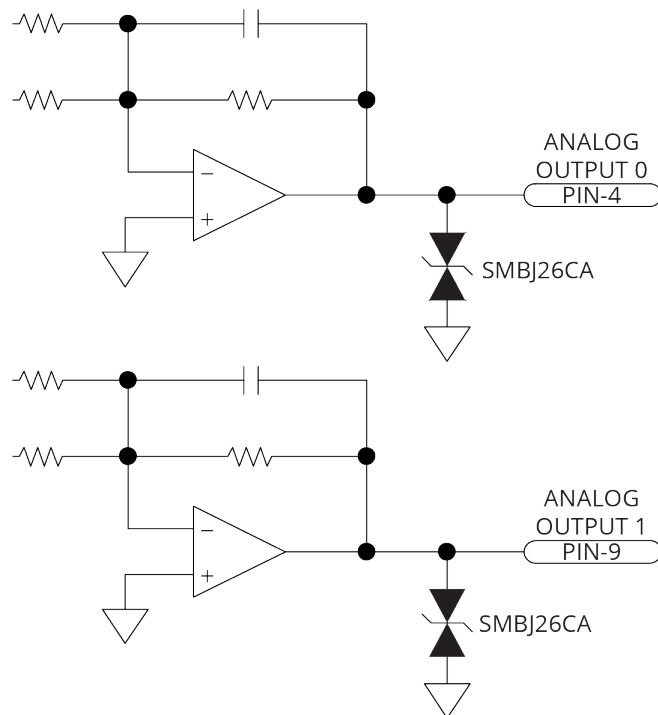 ANALOG
OUTPUT 0
PIN-4
−
+
SMBJ26CA
ANALOG
OUTPUT 1
PIN-9
−
+
SMBJ26CA